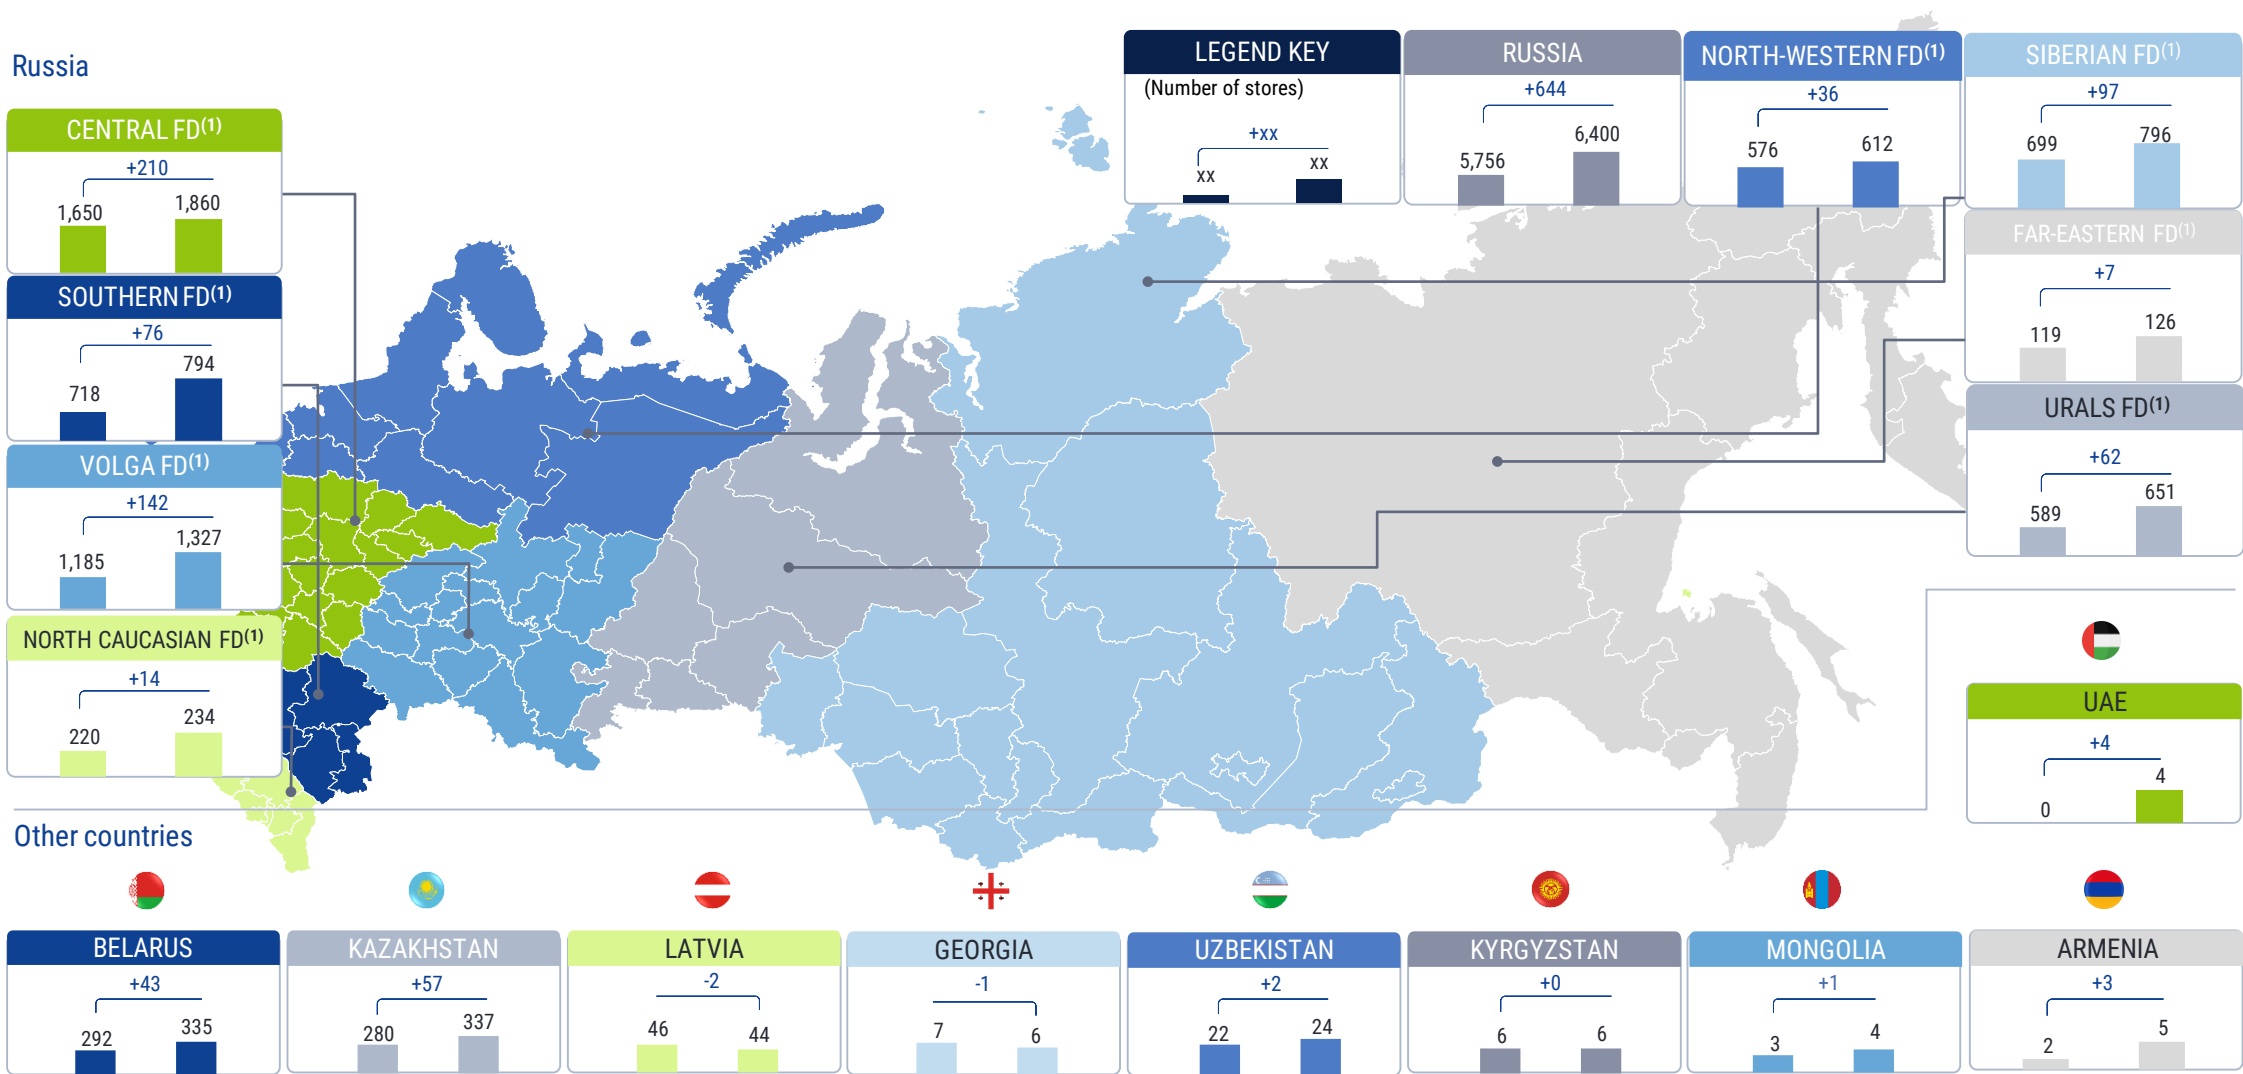 Russia
LEGEND KEY
(Number of stores)
+xx
xx
xx
RUSSIA
+644
5,756
6,400
NORTH-WESTERN FD(1)
+36
576
612
SIBERIAN FD(1)
+97
699
796
CENTRAL FD(1)
+210
1,650
1,860
FAR-EASTERN FD(1)
+7
119
126
SOUTHERN FD(1)
+76
718
794
URALS FD(1)
+62
589
651
VOLGA FD(1)
+142
1,185
1,327
NORTH CAUCASIAN FD(1)
+14
220
234
UAE
+4
0
4
Other countries
BELARUS
+43
292
335
KAZAKHSTAN
+57
280
337
LATVIA
-2
46
44
GEORGIA
-1
7
6
UZBEKISTAN
+2
22
24
KYRGYZSTAN
+0
6
6
MONGOLIA
+1
3
4
ARMENIA
+3
2
5